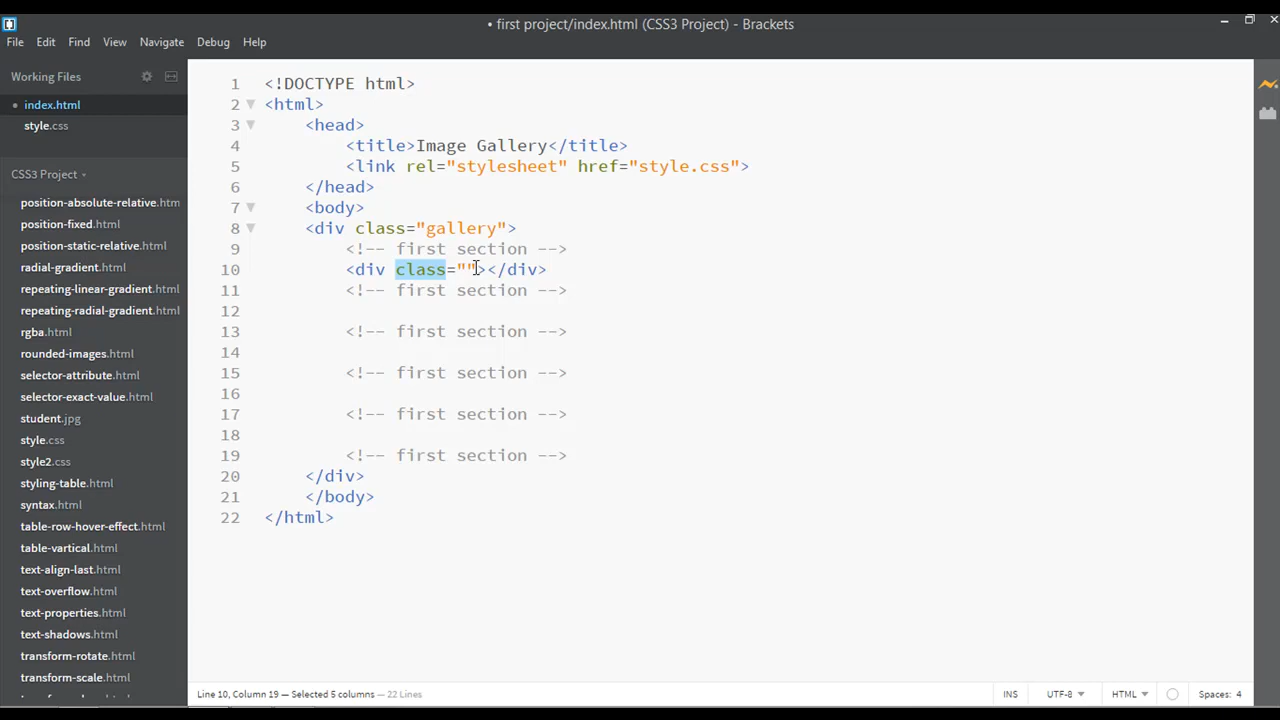 • first project/index.html (CSS3 Project) - Brackets
File Edit Find View Navigate Debug Help
Working Files
• index.html
style.css
CSS3 Project
position-absolute-relative.htm
position-fixed.html
position-static-relative.html
radial-gradient.html
repeating-linear-gradient.html
repeating-radial-gradient.html
rgba.html
rounded-images.html
selector-attribute.html
selector-exact-value.html
student.jpg
style.css
style2.css
styling-table.html
syntax.html
table-row-hover-effect.html
table-vartical.html
text-align-last.html
text-overflow.html
text-properties.html
text-shadows.html
transform-rotate.html
transform-scale.html
1 <!DOCTYPE html>
2 <html>
3 <head>
4 <title>Image Gallery</title>
5 <link rel="stylesheet" href="style.css">
6 </head>
7 <body>
8 <div class="gallery">
9 <!-- first section -->
10 <div class=""></div>
11 <!-- first section -->
12
13 <!-- first section -->
14
15 <!-- first section -->
16
17 <!-- first section -->
18
19 <!-- first section -->
20 </div>
21 </body>
22 </html>
Line 10, Column 19 — Selected 5 columns — 22 Lines
INS UTF-8 HTML Spaces: 4